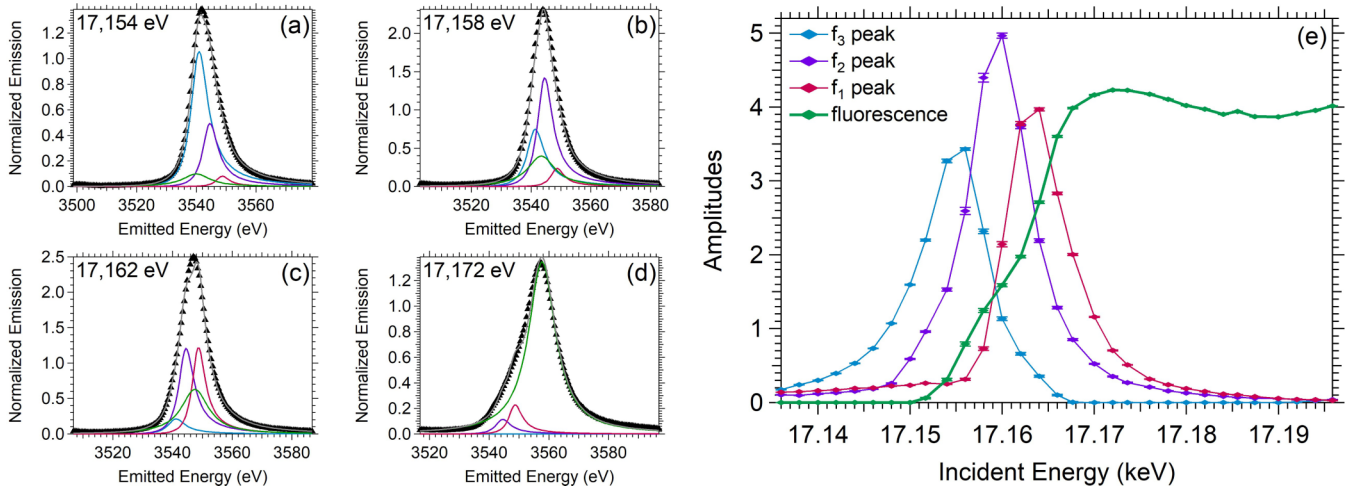 17,154 eV
(a)
Normalized Emission
1.2
1.0
0.8
0.6
0.4
0.2
0.0
3500
3520
3540
3560
Emitted Energy (eV)
17,158 eV
(b)
Normalized Emission
2.0
1.5
1.0
0.5
0.0
3520
3540
3560
3580
Emitted Energy (eV)
17,162 eV
(c)
Normalized Emission
2.5
2.0
1.5
1.0
0.5
0.0
3520
3540
3560
3580
Emitted Energy (eV)
17,172 eV
(d)
Normalized Emission
1.2
1.0
0.8
0.6
0.4
0.2
0.0
3520
3540
3560
3580
Emitted Energy (eV)
(e)
f₃ peak
f₂ peak
f₁ peak
fluorescence
Amplitudes
5
4
3
2
1
0
17.14
17.15
17.16
17.17
17.18
17.19
Incident Energy (keV)